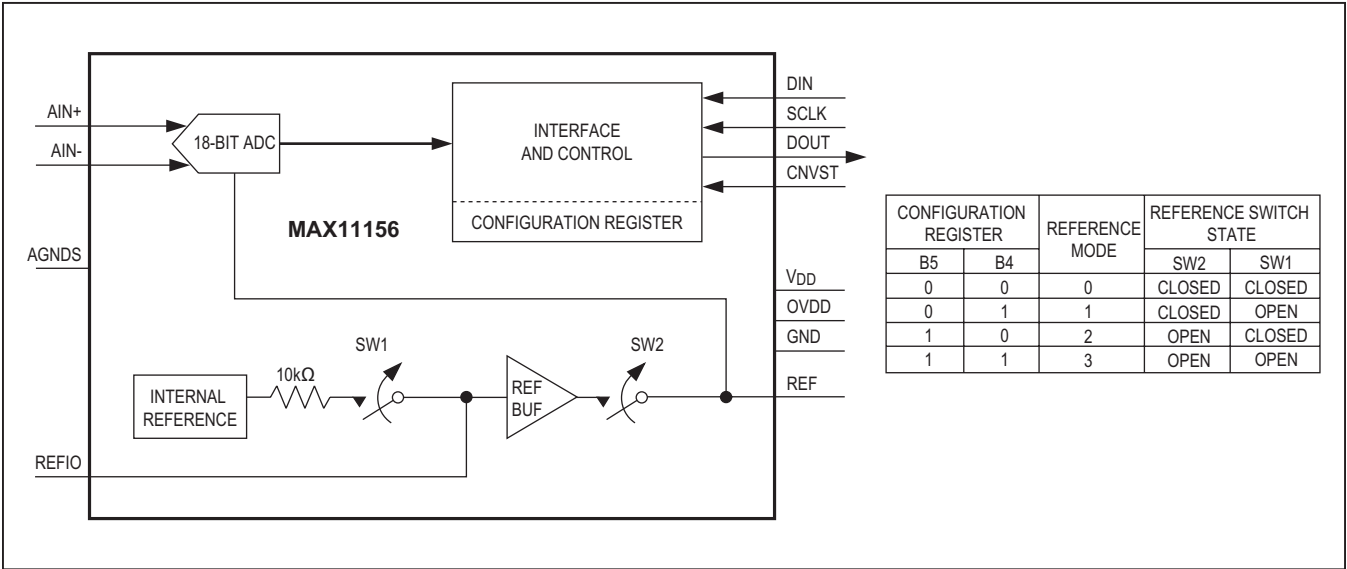 AIN+
AIN-
18-BIT ADC
INTERFACE
AND CONTROL
CONFIGURATION REGISTER
MAX11156
DIN
SCLK
DOUT
CNVST
AGNDS
VDD
OVDD
GND
REF
SW1
SW2
10kΩ
INTERNAL
REFERENCE
REF
BUF
REFIO
CONFIGURATION
REGISTER
REFERENCE
MODE
REFERENCE SWITCH
STATE
B5 B4 SW2 SW1
0 0 0 CLOSED CLOSED
0 1 1 CLOSED OPEN
1 0 2 OPEN CLOSED
1 1 3 OPEN OPEN